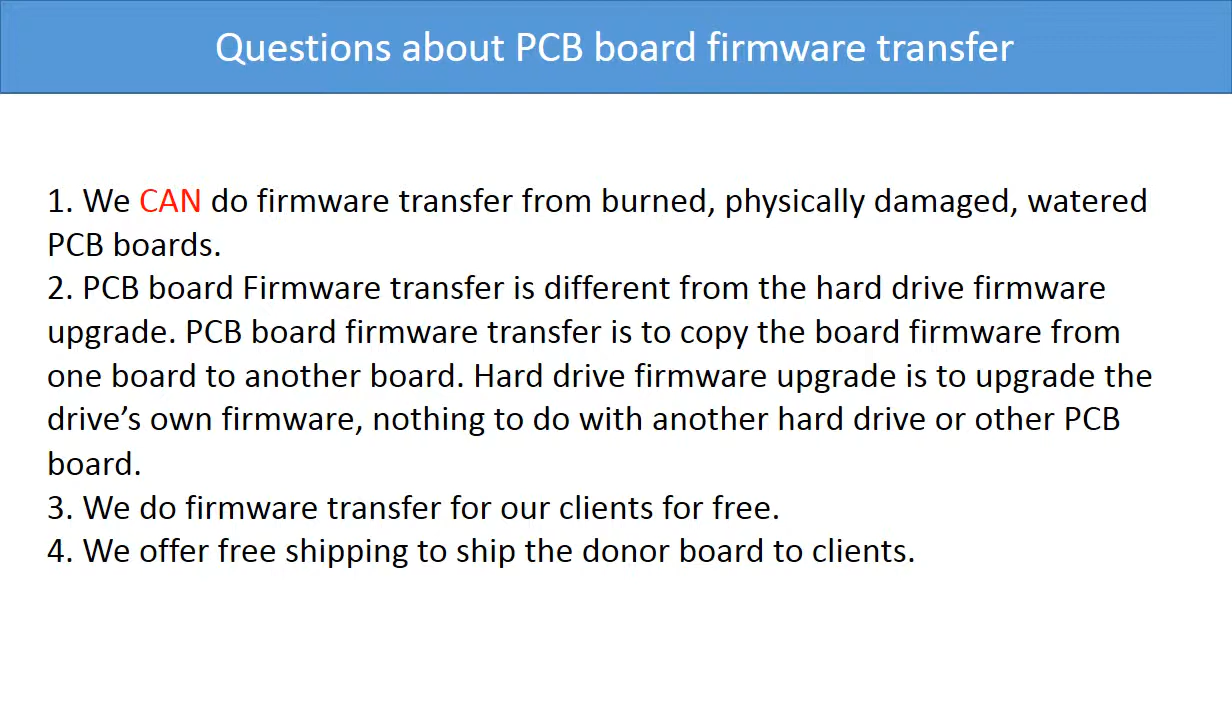 Questions about PCB board firmware transfer
1. We CAN do firmware transfer from burned, physically damaged, watered
PCB boards.
2. PCB board Firmware transfer is different from the hard drive firmware
upgrade. PCB board firmware transfer is to copy the board firmware from
one board to another board. Hard drive firmware upgrade is to upgrade the
drive’s own firmware, nothing to do with another hard drive or other PCB
board.
3. We do firmware transfer for our clients for free.
4. We offer free shipping to ship the donor board to clients.